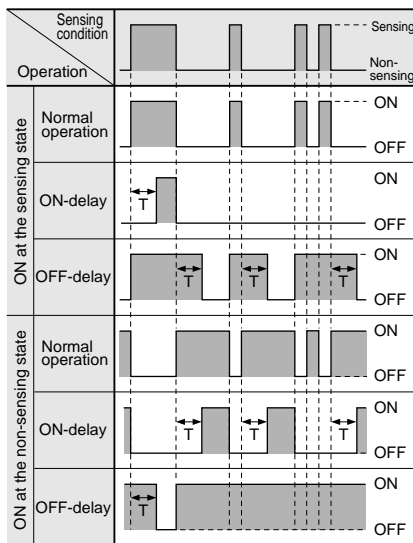 Sensing
condition
Operation
Sensing
Non-
sensing
ON at the sensing state
Normal
operation
ON
OFF
ON-delay
T
ON
OFF
OFF-delay
T
T
T
ON
OFF
ON at the non-sensing state
Normal
operation
ON
OFF
ON-delay
T
T
T
ON
OFF
OFF-delay
T
ON
OFF